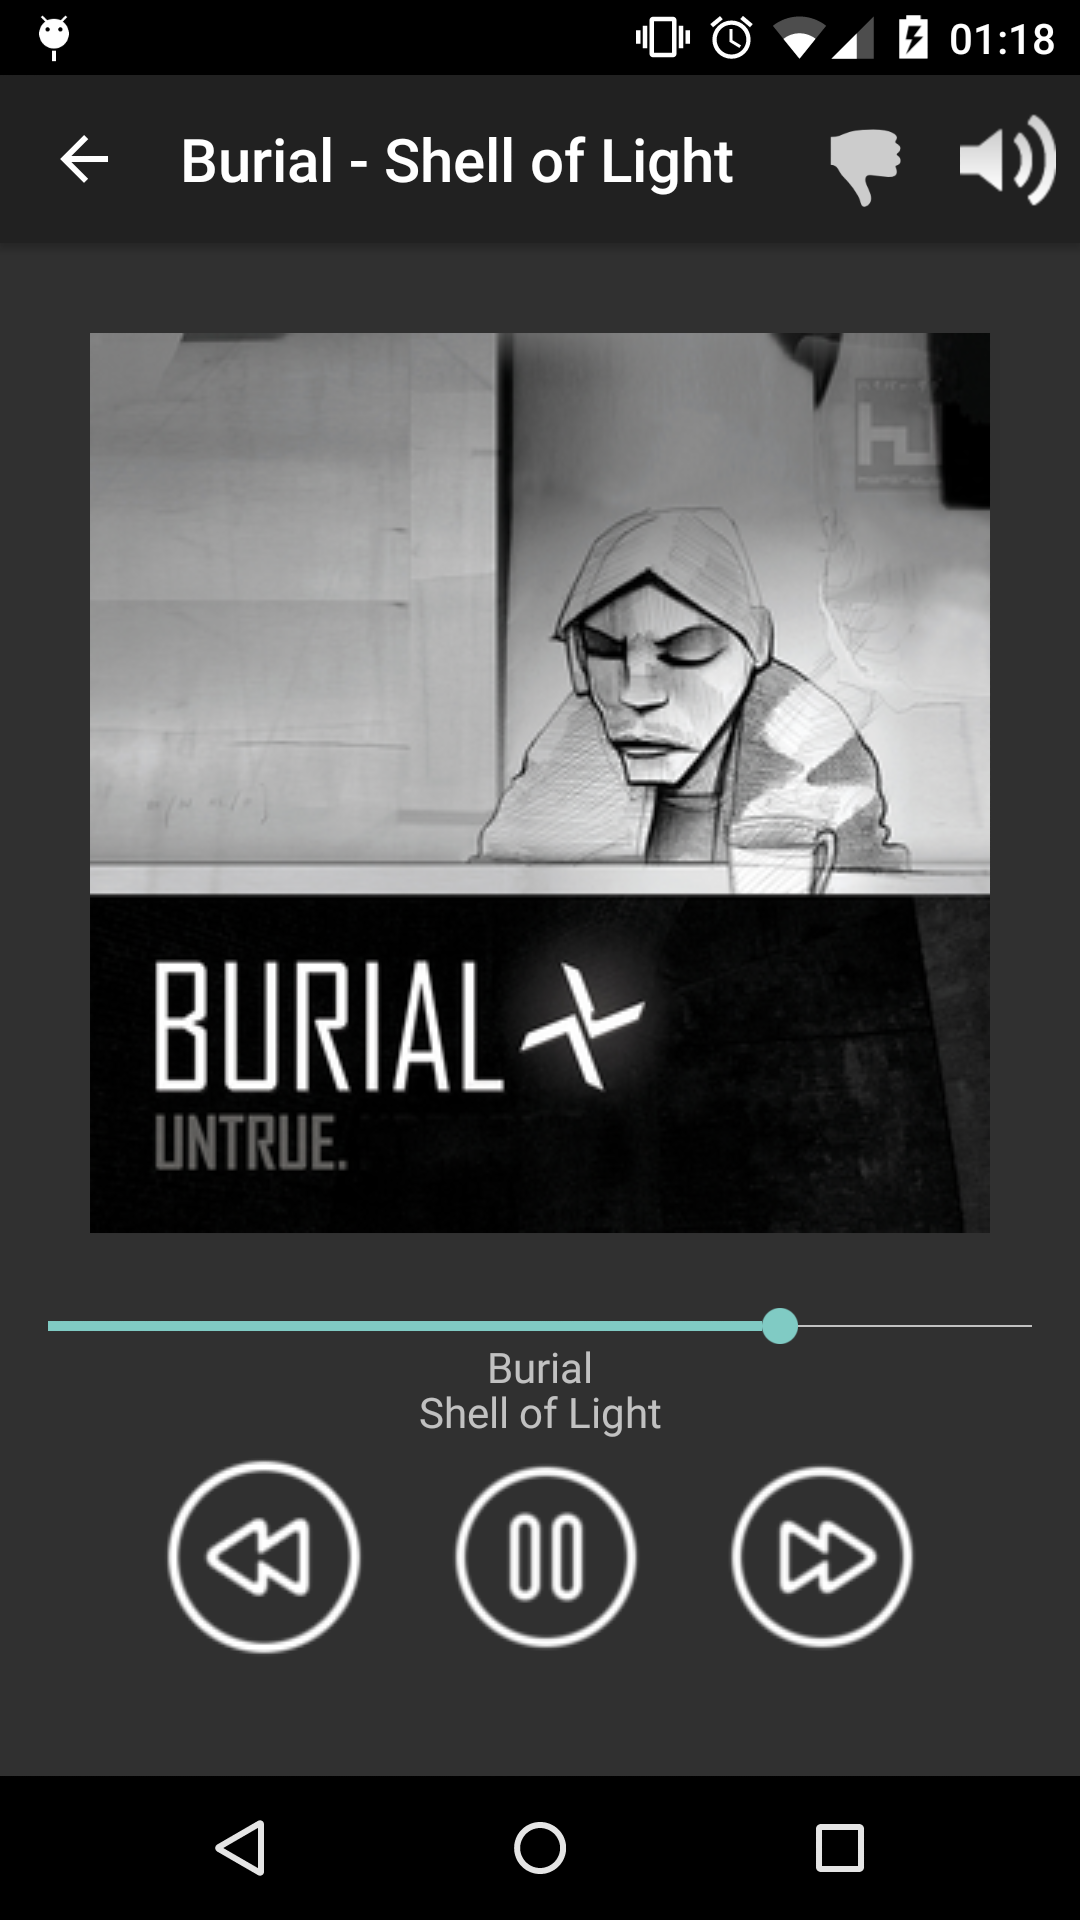 01:18
Burial - Shell of Light
BURIAL
UNTRUE.
Burial
Shell of Light